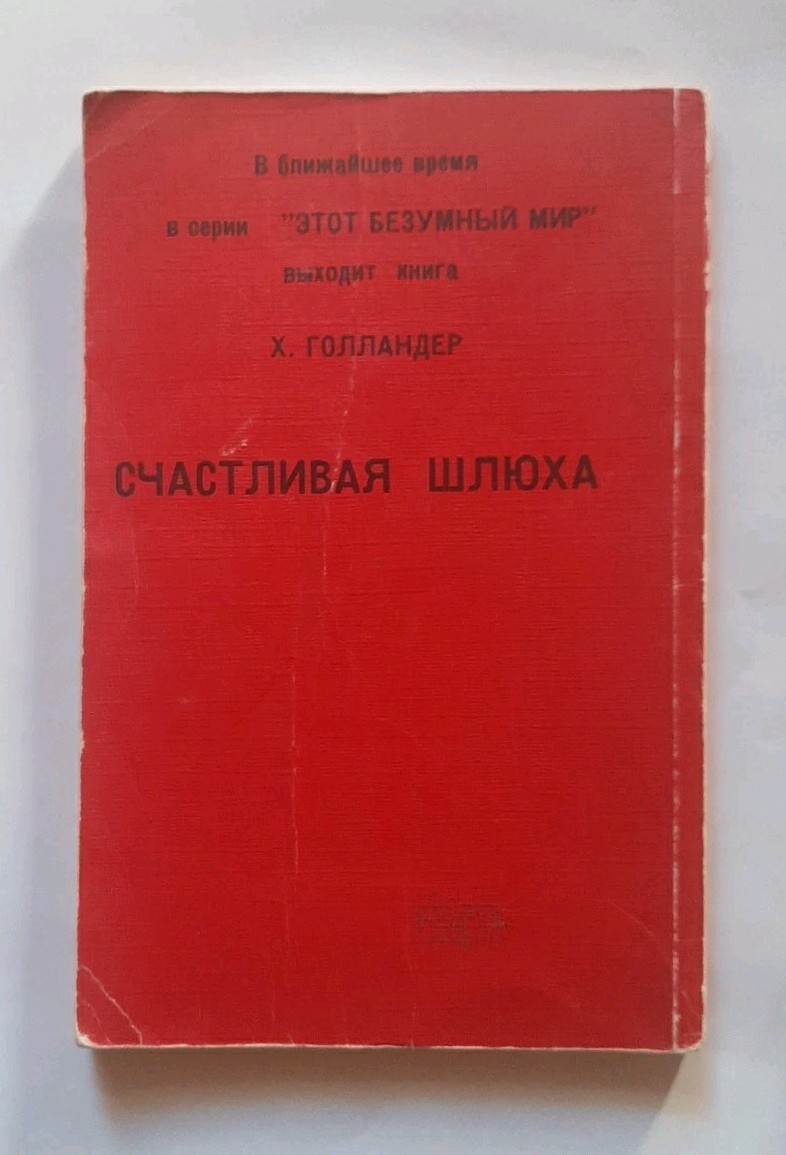 В ближайшее время
в серии "ЭТОТ БЕЗУМНЫЙ МИР"
выходит книга
Х. ГОЛЛАНДЕР
СЧАСТЛИВАЯ ШЛЮХА